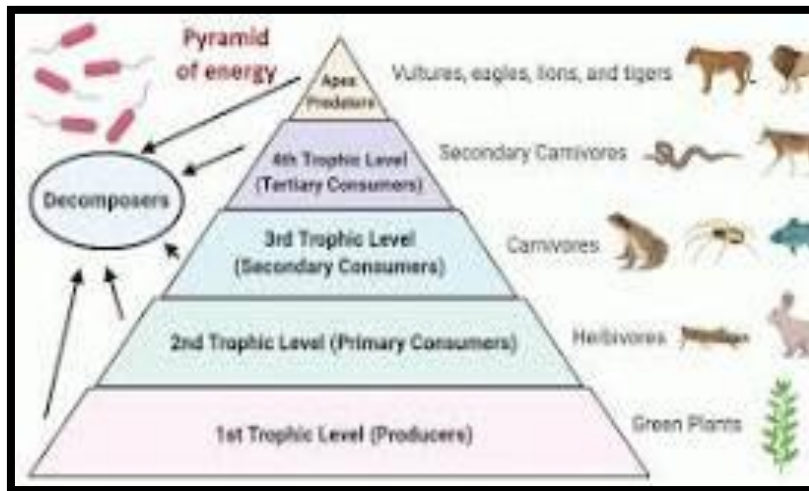 Pyramid
of energy
Apex
Predators
Vultures, eagles, lions, and tigers
4th Trophic Level
(Tertiary Consumers)
Secondary Carnivores
Decomposers
3rd Trophic Level
(Secondary Consumers)
Carnivores
2nd Trophic Level (Primary Consumers)
Herbivores
1st Trophic Level (Producers)
Green Plants